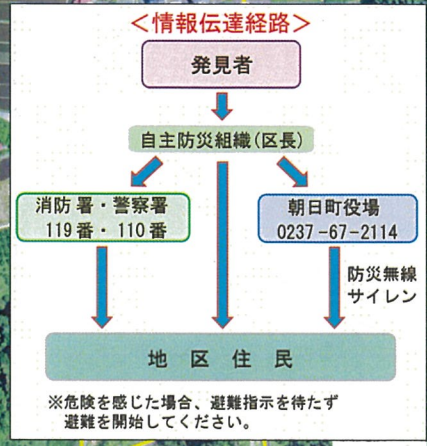 ＜情報伝達経路＞
発見者
自主防災組織(区長)
消防署・警察署
119番・110番
朝日町役場
0237-67-2114
防災無線
サイレン
地区住民
※危険を感じた場合、避難指示を待たず
避難を開始してください。